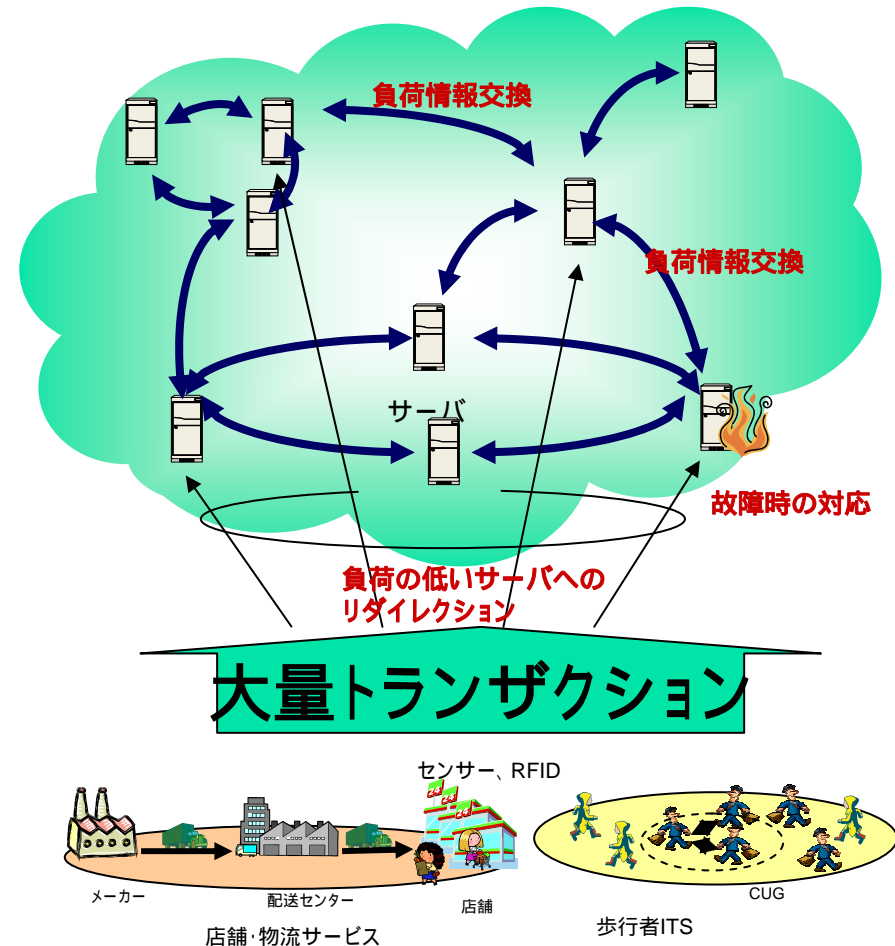 負荷情報交換
負荷情報交換
サーバ
故障時の対応
負荷の低いサーバへの
リダイレクション
大量トランザクション
センサー、RFID
メーカー
配送センター
店舗
CUG
店舗・物流サービス
歩行者ITS